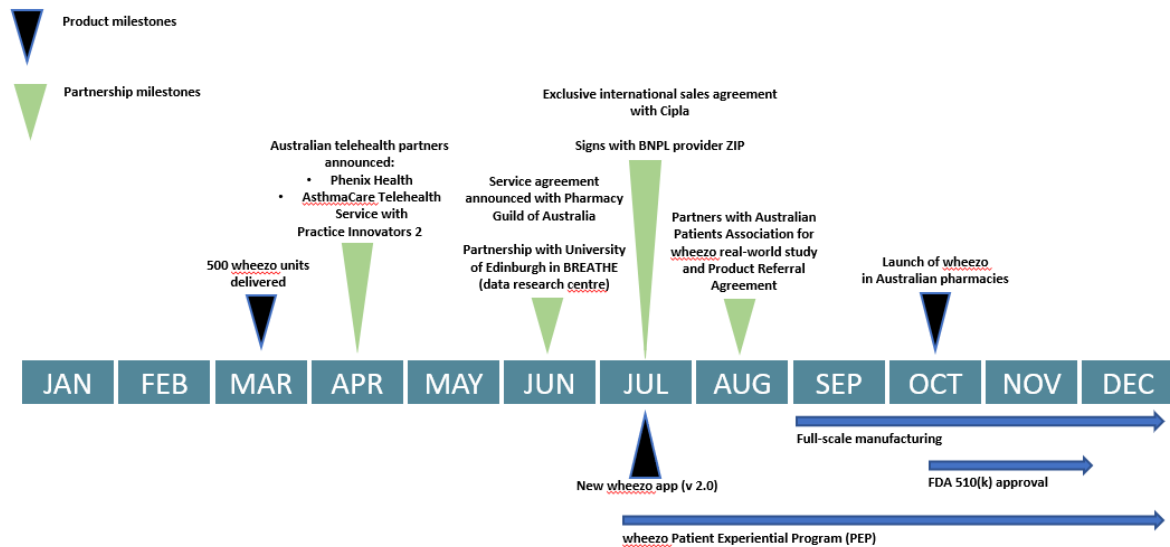 Product milestones
Partnership milestones
Exclusive international sales agreement
with Cipla
Signs with BNPL provider ZIP
Australian telehealth partners
announced:
• Phenix Health
• AsthmaCare Telehealth
Service with
Practice Innovators 2
Service agreement
announced with Pharmacy
Guild of Australia
Partnership with University
of Edinburgh in BREATHE
(data research centre)
Partners with Australian
Patients Association for
wheezo real-world study
and Product Referral
Agreement
500 wheezo units
delivered
Launch of wheezo
in Australian pharmacies
JAN FEB MAR APR MAY JUN JUL AUG SEP OCT NOV DEC
Full-scale manufacturing
FDA 510(k) approval
New wheezo app (v 2.0)
wheezo Patient Experiential Program (PEP)